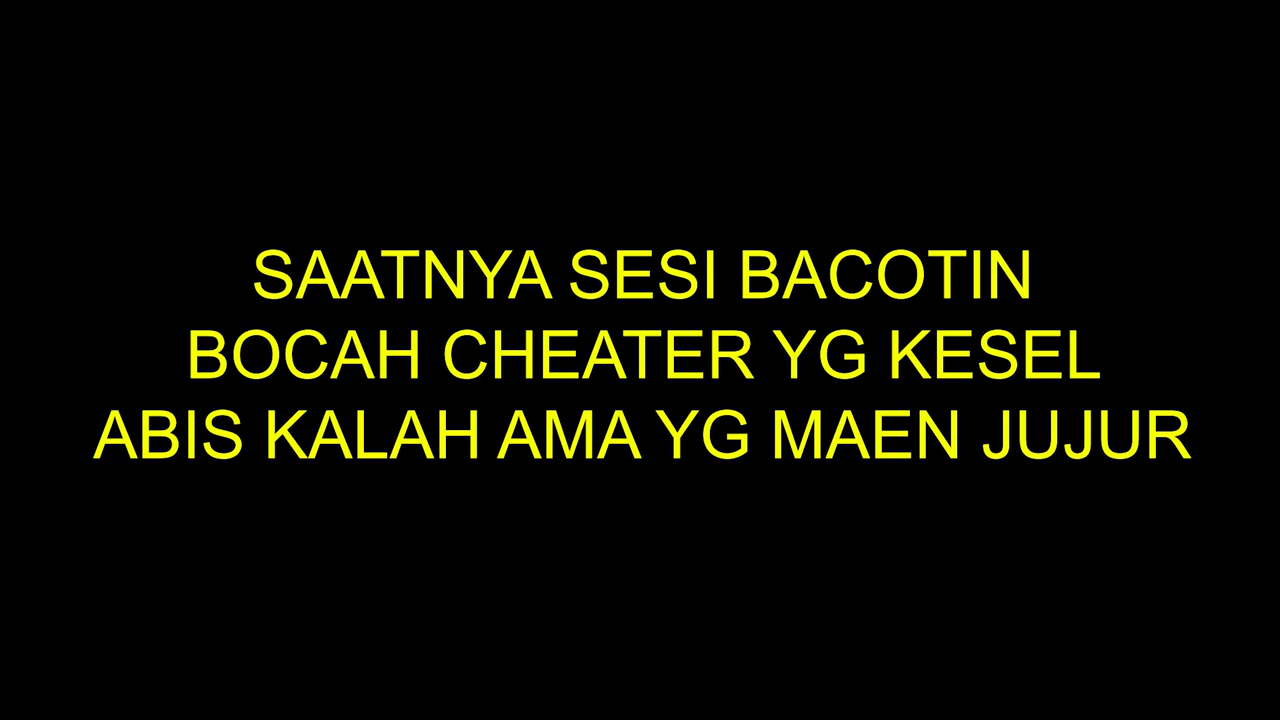 SAATNYA SESI BACOTIN
BOCAH CHEATER YG KESEL
ABIS KALAH AMA YG MAEN JUJUR